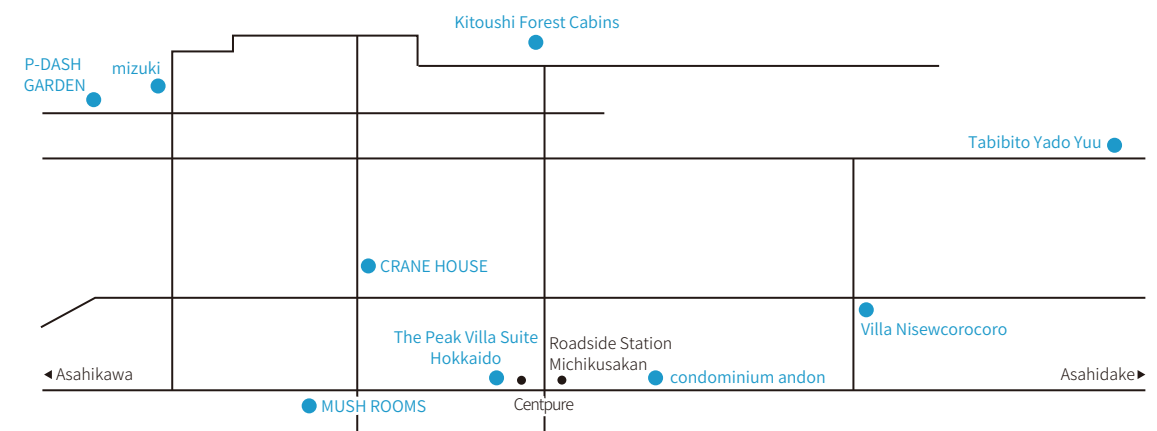 Kitoushi Forest Cabins
P-DASH
GARDEN
mizuki
Tabibito Yado Yuu
CRANE HOUSE
Villa Nisewcorocoro
The Peak Villa Suite
Hokkaido
Roadside Station
Michikusakan
Asahikawa
condominium andon
Asahidake
MUSH ROOMS
Centpure